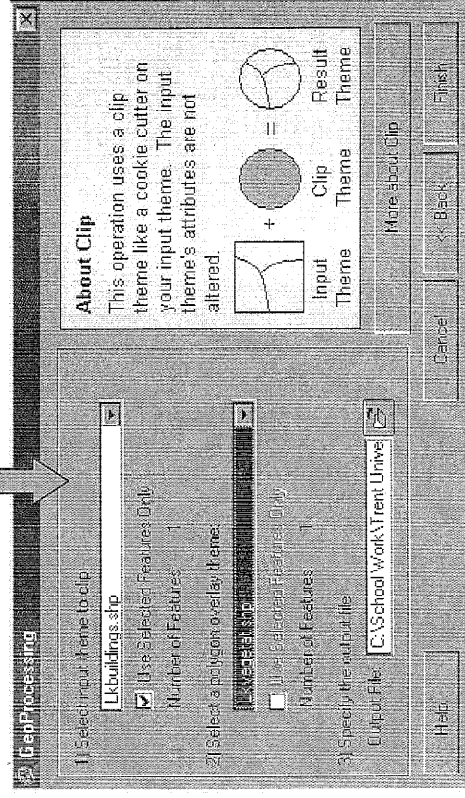 GeoProcessing
1) Select input theme to clip:
Lkbuildings.shp
Use Selected Features Only
Number of Features: 1
2) Select a polygon overlay theme:
Lkvegetat.shp
Use Selected Features Only
Number of Features: 1
3) Specify the output file:
Output File: C:\School Work\Trent Unive
About Clip
This operation uses a clip
theme like a cookie cutter on
your input theme. The input
theme's attributes are not
altered.
+ =
Input Theme
Clip Theme
Result Theme
More about Clip
Help
Cancel
<< Back
Finish